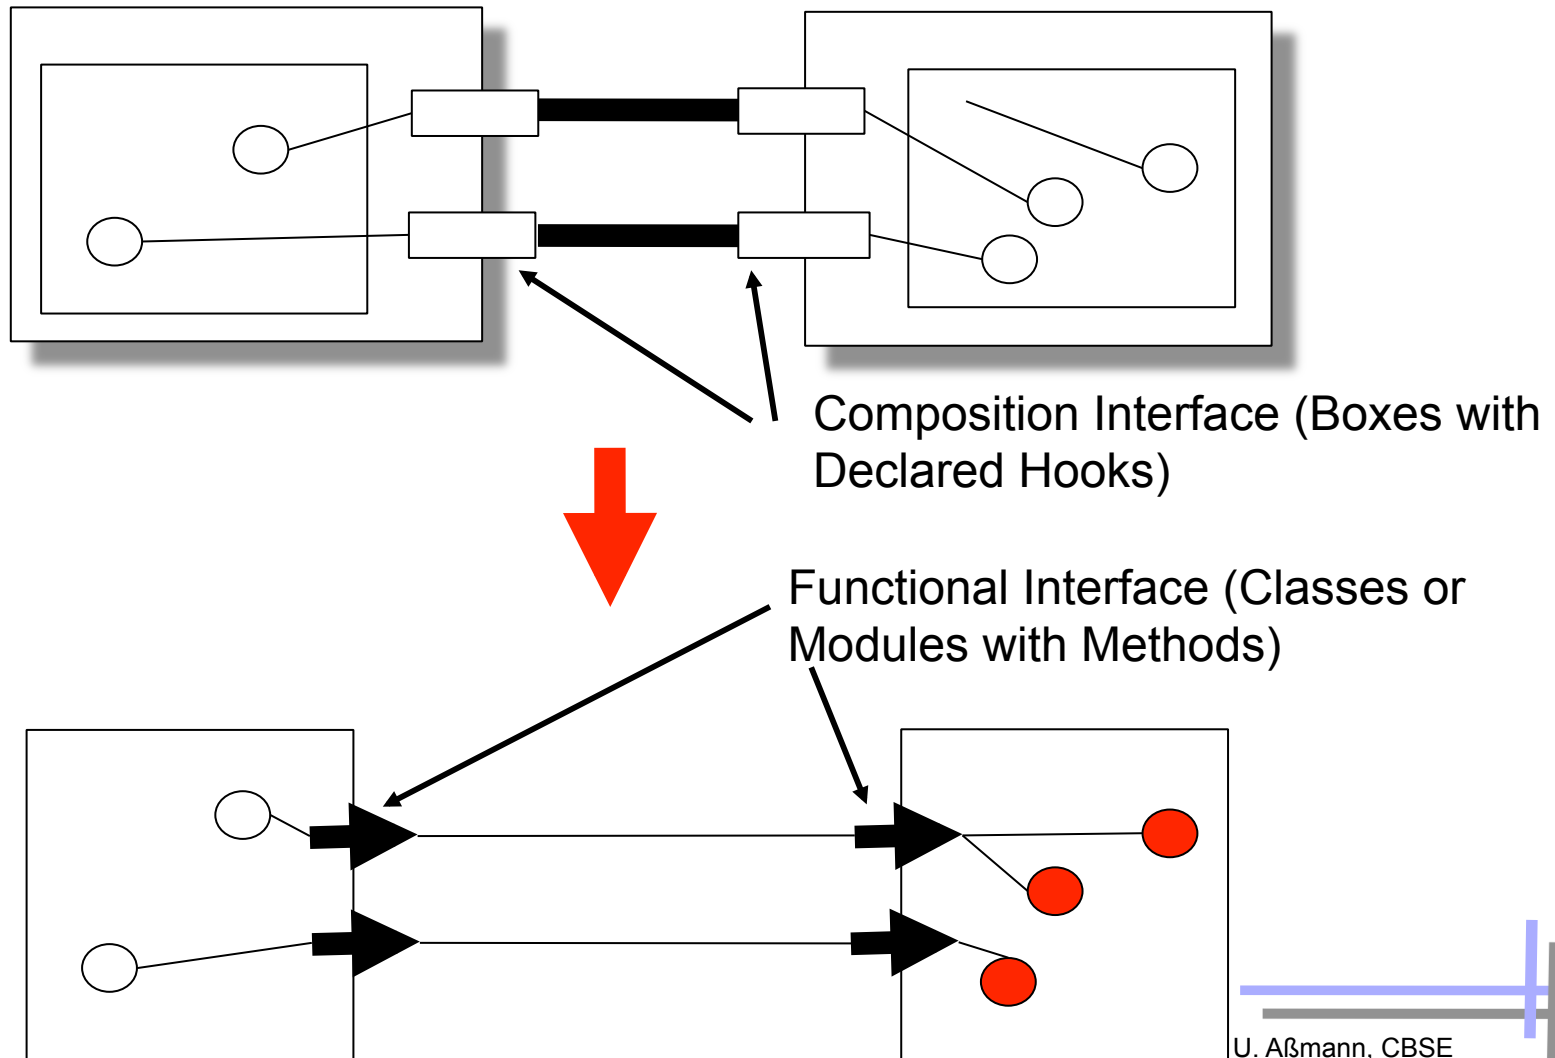 Composition Interface (Boxes with
Declared Hooks)
Functional Interface (Classes or
Modules with Methods)
U. Aßmann, CBSE